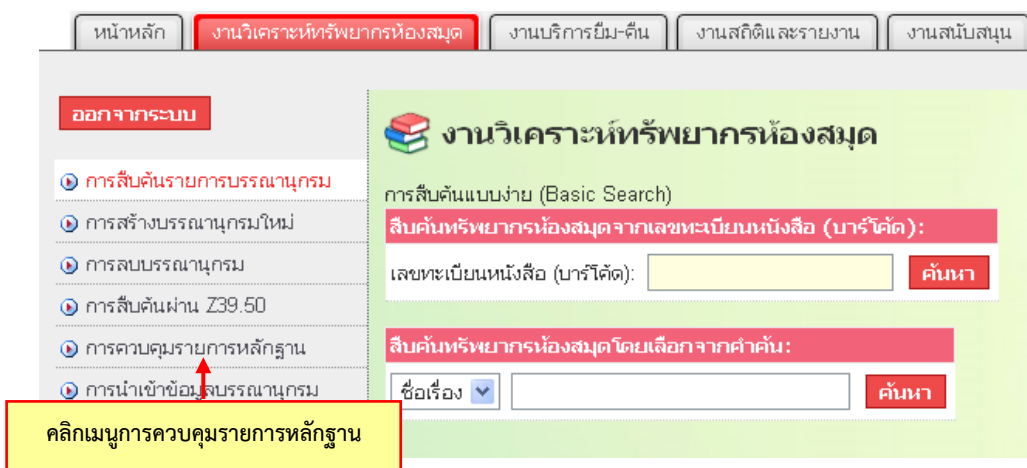 หน้าหลัก งานวิเคราะห์ทรัพยากรห้องสมุด งานบริการยืม-คืน งานสถิติและรายงาน งานสนับสนุน
ออกจากระบบ
งานวิเคราะห์ทรัพยากรห้องสมุด
การสืบค้นรายการบรรณานุกรม
การสร้างบรรณานุกรมใหม่
การลบบรรณานุกรม
การสืบค้นผ่าน Z39.50
การควบคุมรายการหลักฐาน
การนำเข้าข้อมูลบรรณานุกรม
การสืบค้นแบบง่าย (Basic Search)
สืบค้นทรัพยากรห้องสมุดจากเลขทะเบียนหนังสือ (บาร์โค้ด):
เลขทะเบียนหนังสือ (บาร์โค้ด): ค้นหา
สืบค้นทรัพยากรห้องสมุดโดยเลือกจากคำค้น:
ชื่อเรื่อง ค้นหา
คลิกเมนูการควบคุมรายการหลักฐาน